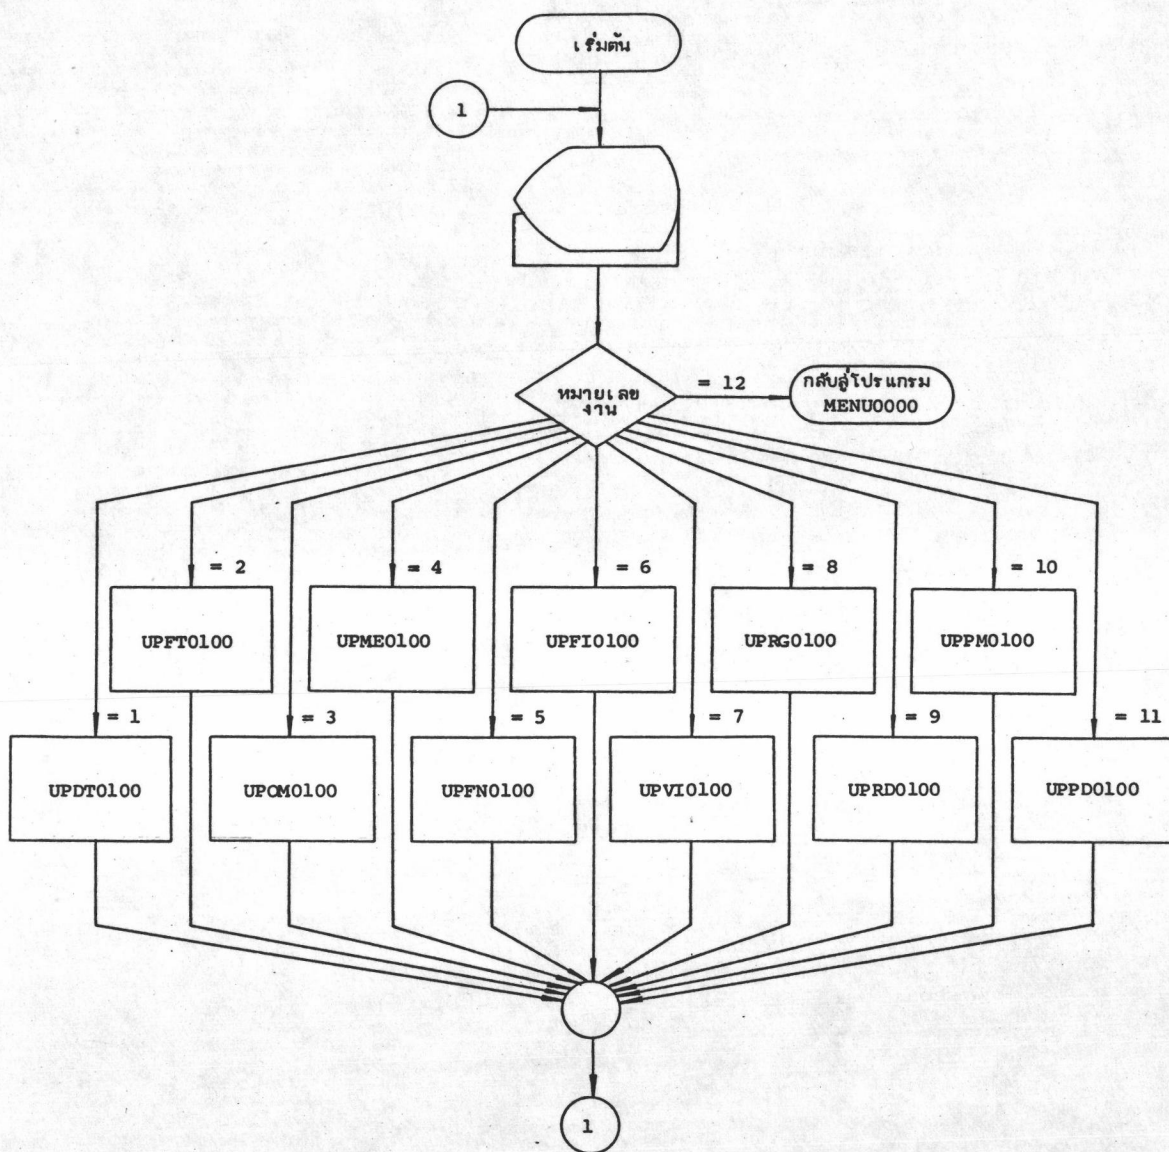 เริ่มต้น
1
หมายเลข
งาน
= 12
กลับสู่โปรแกรม
MENU0000
= 2
= 4
= 6
= 8
= 10
UPFT0100
UPME0100
UPFI0100
UPRG0100
UPPM0100
= 1
= 3
= 5
= 7
= 9
= 11
UPDT0100
UPOM0100
UPFN0100
UPVI0100
UPRD0100
UPPD0100
1